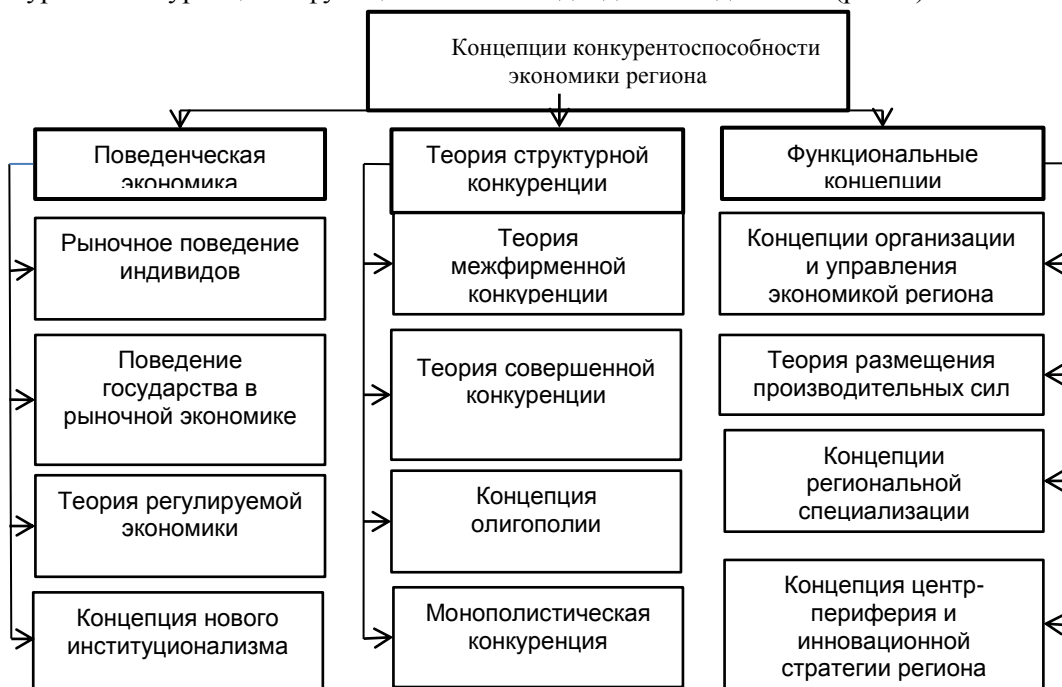 Концепции конкурентоспособности
экономики региона
Поведенческая
экономика
Рыночное поведение
индивидов
Поведение
государства в
рыночной экономике
Теория регулируемой
экономики
Концепция нового
институционализма
Теория структурной
конкуренции
Теория
межфирменной
конкуренции
Теория совершенной
конкуренции
Концепция
олигополии
Монополистическая
конкуренция
Функциональные
концепции
Концепции организации
и управления
экономикой региона
Теория размещения
производительных сил
Концепции
региональной
специализации
Концепция центр-
периферия и
инновационной
стратегии региона